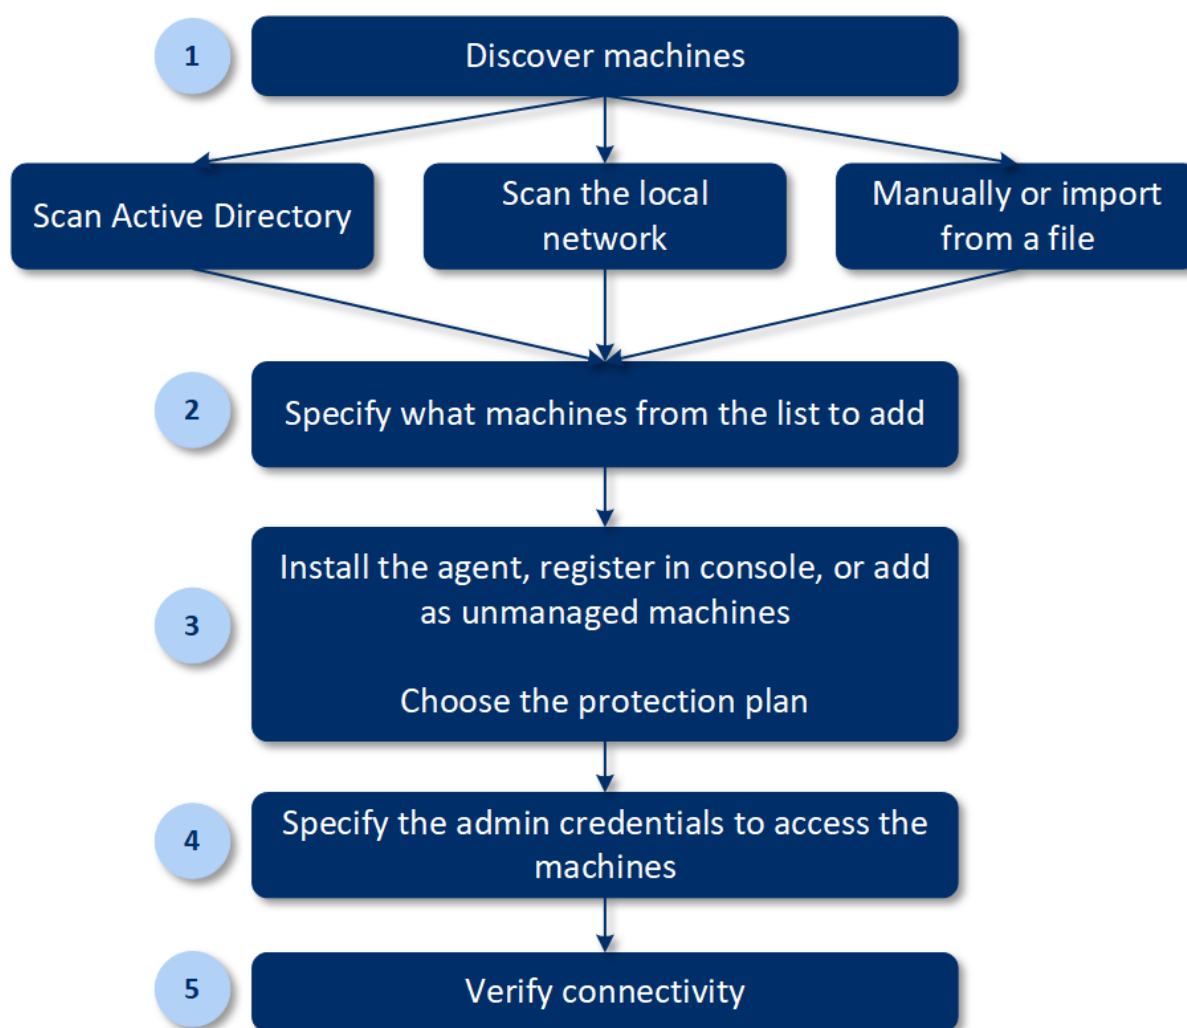 1
Discover machines
Scan Active Directory
Scan the local
network
Manually or import
from a file
2
Specify what machines from the list to add
3
Install the agent, register in console, or add
as unmanaged machines
Choose the protection plan
4
Specify the admin credentials to access the
machines
5
Verify connectivity